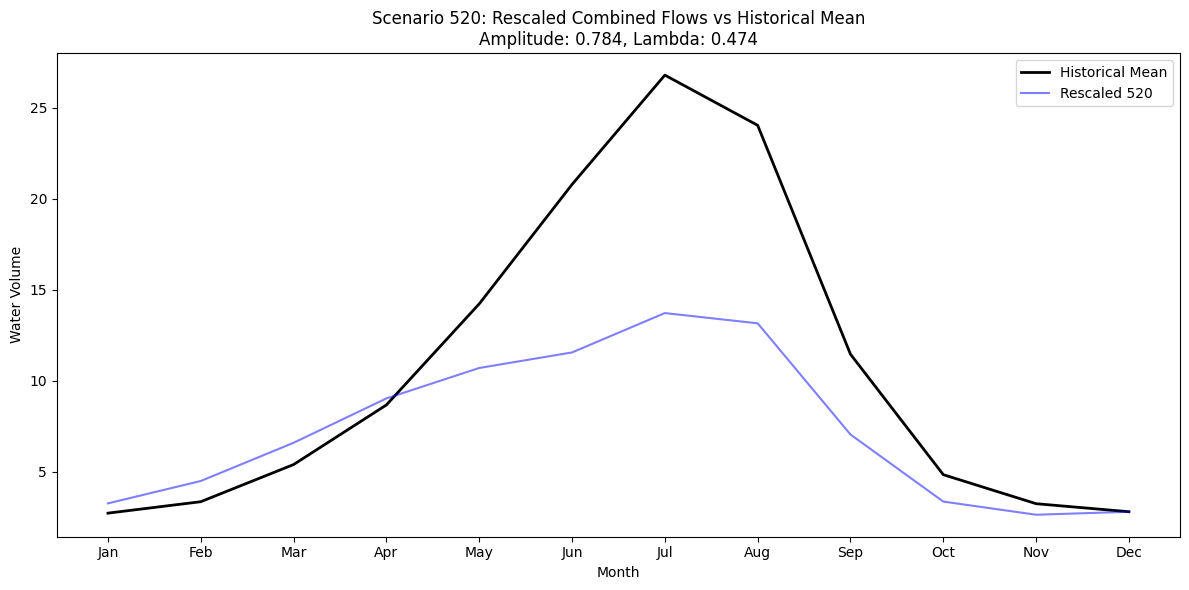 Scenario 520: Rescaled Combined Flows vs Historical Mean
Amplitude: 0.784, Lambda: 0.474
Historical Mean
Rescaled 520
Water Volume
25
20
15
10
5
Jan Feb Mar Apr May Jun Jul Aug Sep Oct Nov Dec
Month